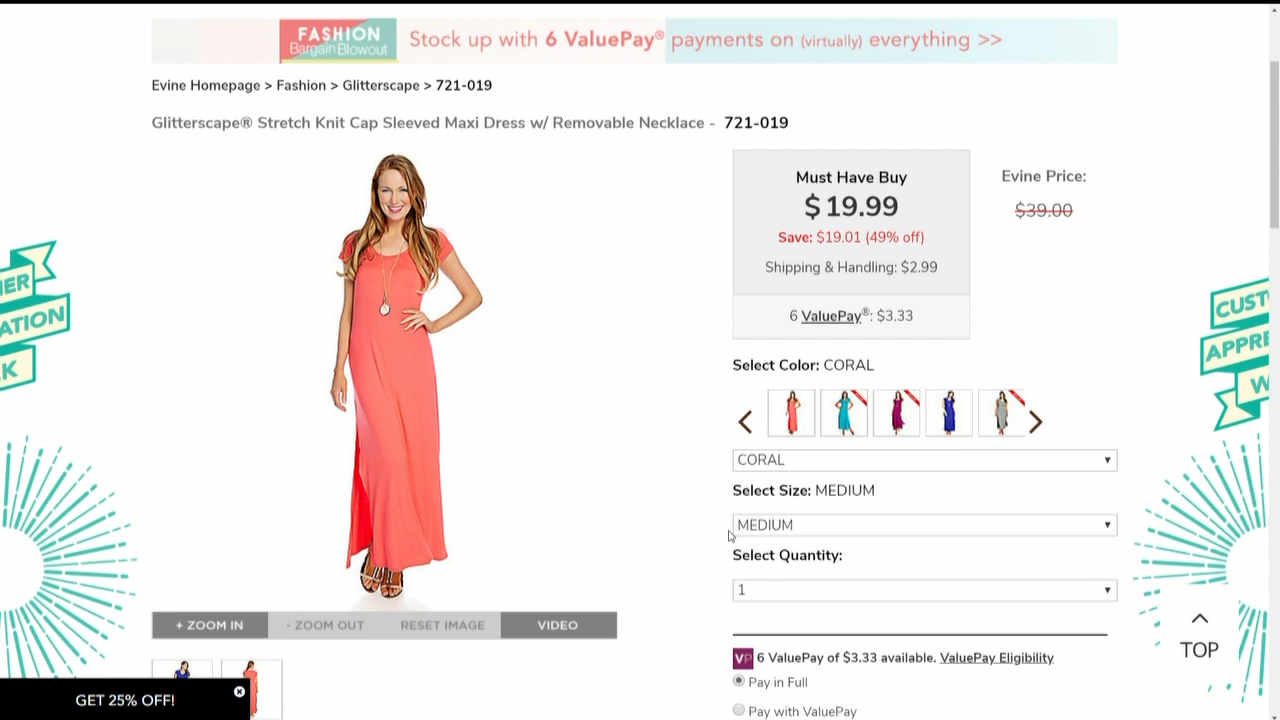 FASHION
Bargain Blowout
Stock up with 6 ValuePay® payments on (virtually) everything >>
Evine Homepage > Fashion > Glitterscape > 721-019
Glitterscape® Stretch Knit Cap Sleeved Maxi Dress w/ Removable Necklace - 721-019
Must Have Buy
$19.99
Save: $19.01 (49% off)
Shipping & Handling: $2.99
6 ValuePay®: $3.33
Evine Price:
$39.00
Select Color: CORAL
CORAL
Select Size: MEDIUM
MEDIUM
Select Quantity:
1
VP 6 ValuePay of $3.33 available. ValuePay Eligibility
Pay in Full
Pay with ValuePay
+ ZOOM IN
- ZOOM OUT
RESET IMAGE
VIDEO
GET 25% OFF!
TOP